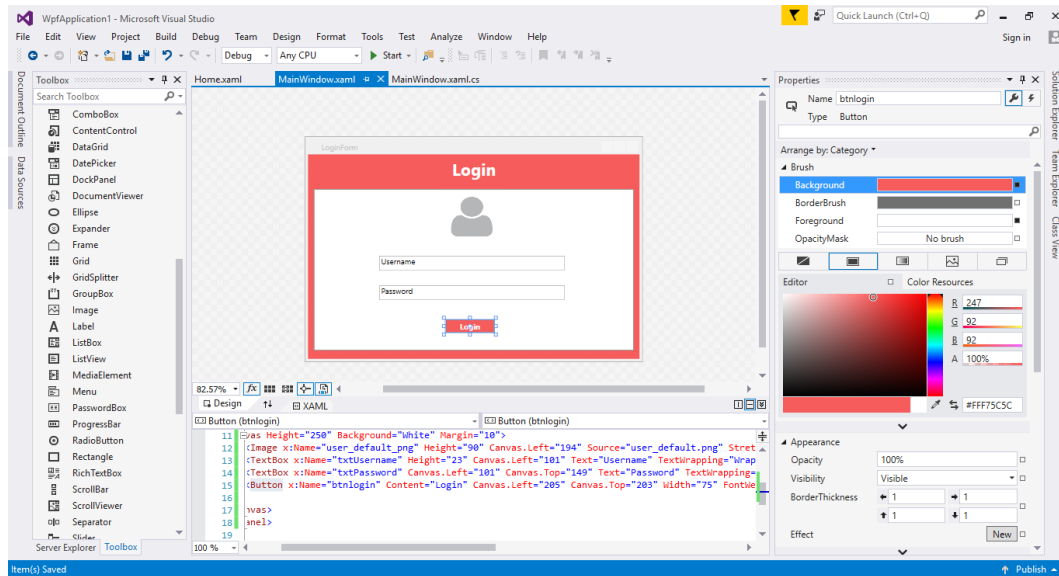 WpfApplication1 - Microsoft Visual Studio
Quick Launch (Ctrl+Q)
File Edit View Project Build Debug Team Design Format Tools Test Analyze Window Help
Sign in
Debug Any CPU Start
Document Outline
Data Sources
Toolbox
Search Toolbox
ComboBox
ContentControl
DataGrid
DatePicker
DockPanel
DocumentViewer
Ellipse
Expander
Frame
Grid
GridSplitter
GroupBox
Image
Label
ListBox
ListView
MediaElement
Menu
PasswordBox
ProgressBar
RadioButton
Rectangle
RichTextBox
ScrollBar
ScrollViewer
Separator
Slider
Server Explorer Toolbox
Home.xaml MainWindow.xaml MainWindow.xaml.cs
LoginForm
Login
Username
Password
Login
82.57% fx
Design XAML
Button (btnlogin) Button (btnlogin)
11 vas Height="250" Background="White" Margin="10">
12 <Image x:Name="user_default_png" Height="90" Canvas.Left="194" Source="user_default.png" Stret
13 <TextBox x:Name="txtUsername" Height="23" Canvas.Left="101" Text="Username" TextWrapping="Wrap
14 <TextBox x:Name="txtPassword" Canvas.Left="101" Canvas.Top="149" Text="Password" TextWrapping=
15 <Button x:Name="btnlogin" Content="Login" Canvas.Left="205" Canvas.Top="203" Width="75" FontWe
16
17 nvas>
18 anel>
19
100 %
Properties
Name btnlogin
Type Button
Arrange by: Category
Brush
Background
BorderBrush
Foreground
OpacityMask No brush
Editor Color Resources
R 247
G 92
B 92
A 100%
#FFF75C5C
Appearance
Opacity 100%
Visibility Visible
BorderThickness 1 1
1 1
Effect New
Solution Explorer
Team Explorer
Class View
Item(s) Saved
Publish